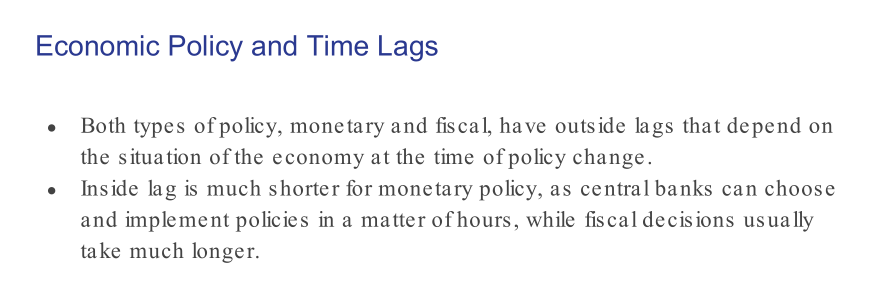 Economic Policy and Time Lags
• Both types of policy, monetary and fiscal, have outside lags that depend on
the situation of the economy at the time of policy change.
• Inside lag is much shorter for monetary policy, as central banks can choose
and implement policies in a matter of hours, while fiscal decisions usually
take much longer.